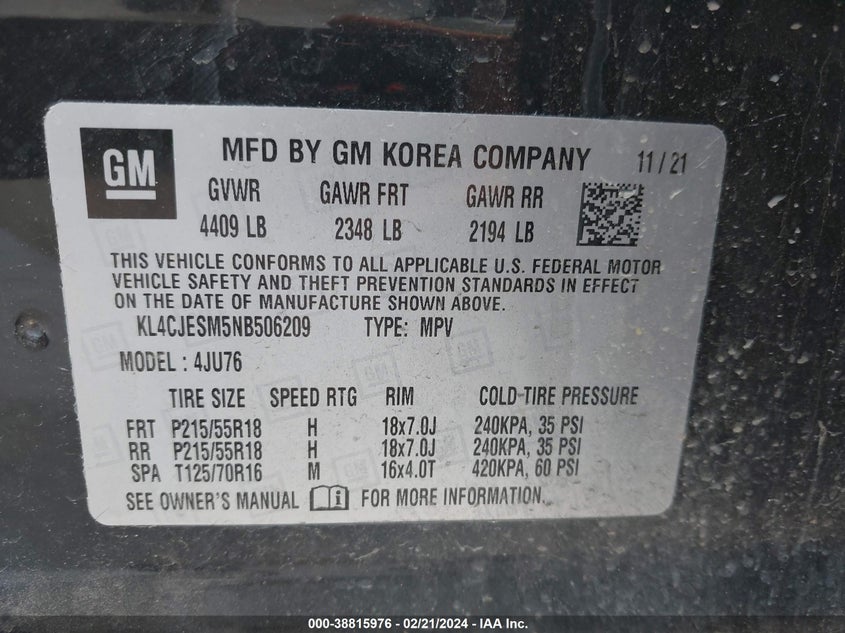 GM
MFD BY GM KOREA COMPANY 11/21
GVWR GAWR FRT GAWR RR
4409 LB 2348 LB 2194 LB
THIS VEHICLE CONFORMS TO ALL APPLICABLE U.S. FEDERAL MOTOR
VEHICLE SAFETY AND THEFT PREVENTION STANDARDS IN EFFECT
ON THE DATE OF MANUFACTURE SHOWN ABOVE.
KL4CJESM5NB506209 TYPE: MPV
MODEL : 4JU76
TIRE SIZE SPEED RTG RIM COLD-TIRE PRESSURE
FRT P215/55R18 H 18x7.0J 240KPA, 35 PSI
RR P215/55R18 H 18x7.0J 240KPA, 35 PSI
SPA T125/70R16 M 16x4.0T 420KPA, 60 PSI
SEE OWNER'S MANUAL i FOR MORE INFORMATION.
000-38815976 - 02/21/2024 - IAA Inc.